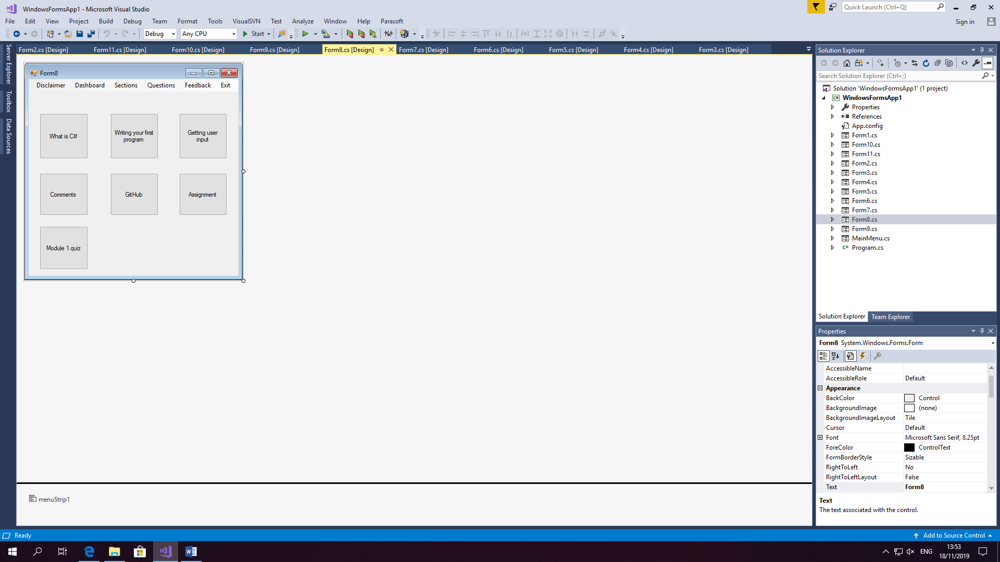 WindowsFormsApp1 - Microsoft Visual Studio
Quick Launch (Ctrl+Q)
File Edit View Project Build Debug Team Format Tools VisualSVN Test Analyze Window Help Parasoft
Sign in
Debug Any CPU Start
Form2.cs [Design] Form11.cs [Design] Form10.cs [Design] Form9.cs [Design] Form8.cs [Design] Form7.cs [Design] Form6.cs [Design] Form5.cs [Design] Form4.cs [Design] Form3.cs [Design]
Server Explorer
Toolbox
Data Sources
Form8
Disclaimer Dashboard Sections Questions Feedback Exit
What is C#
Writing your first
program
Getting user
input
Comments
GitHub
Assignment
Module 1 quiz
menuStrip1
Solution Explorer
Search Solution Explorer (Ctrl+;)
Solution 'WindowsFormsApp1' (1 project)
C# WindowsFormsApp1
Properties
References
App.config
Form1.cs
Form10.cs
Form11.cs
Form2.cs
Form3.cs
Form4.cs
Form5.cs
Form6.cs
Form7.cs
Form8.cs
Form9.cs
MainMenu.cs
C# Program.cs
Solution Explorer Team Explorer
Properties
Form8 System.Windows.Forms.Form
AccessibleName
AccessibleRole Default
Appearance
BackColor Control
BackgroundImage (none)
BackgroundImageLayout Tile
Cursor Default
Font Microsoft Sans Serif, 8.25pt
ForeColor ControlText
FormBorderStyle Sizable
RightToLeft No
RightToLeftLayout False
Text Form8
Text
The text associated with the control.
Ready
Add to Source Control
ENG
13:53
18/11/2019